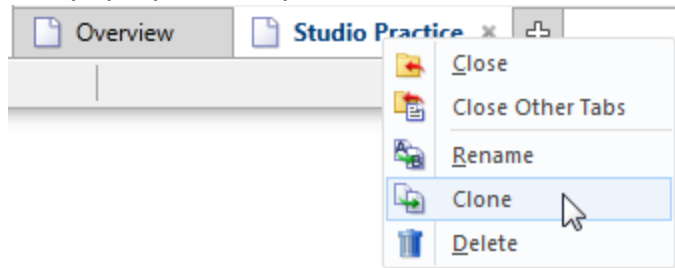 Overview
Studio Practice
Close
Close Other Tabs
Rename
Clone
Delete